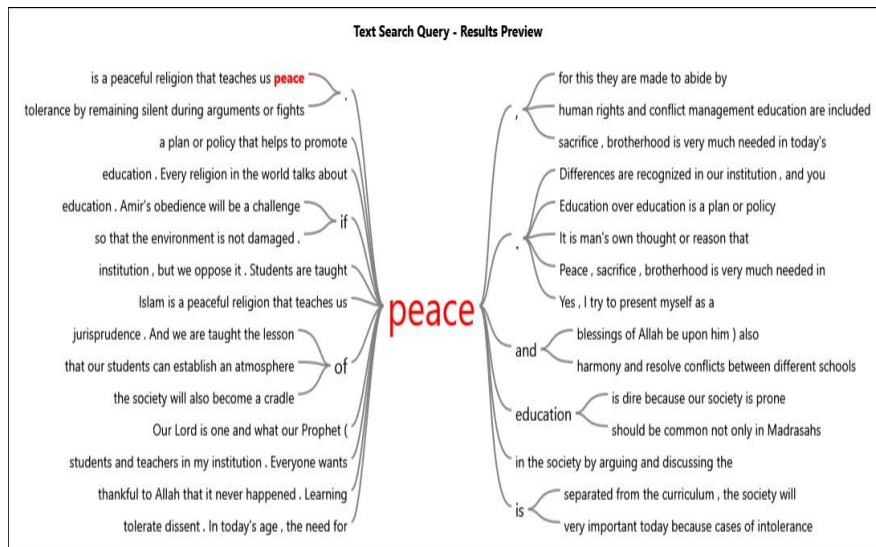 Text Search Query - Results Preview
is a peaceful religion that teaches us peace
tolerance by remaining silent during arguments or fights
.
a plan or policy that helps to promote
education . Every religion in the world talks about
education . Amir's obedience will be a challenge
so that the environment is not damaged .
if
institution , but we oppose it . Students are taught
Islam is a peaceful religion that teaches us
jurisprudence . And we are taught the lesson
that our students can establish an atmosphere
the society will also become a cradle
of
Our Lord is one and what our Prophet (
students and teachers in my institution . Everyone wants
thankful to Allah that it never happened . Learning
tolerate dissent . In today's age , the need for
peace
,
for this they are made to abide by
human rights and conflict management education are included
sacrifice , brotherhood is very much needed in today's
.
Differences are recognized in our institution , and you
Education over education is a plan or policy
It is man's own thought or reason that
Peace , sacrifice , brotherhood is very much needed in
Yes , I try to present myself as a
and
blessings of Allah be upon him ) also
harmony and resolve conflicts between different schools
education
is dire because our society is prone
should be common not only in Madrasahs
in the society by arguing and discussing the
is
separated from the curriculum , the society will
very important today because cases of intolerance